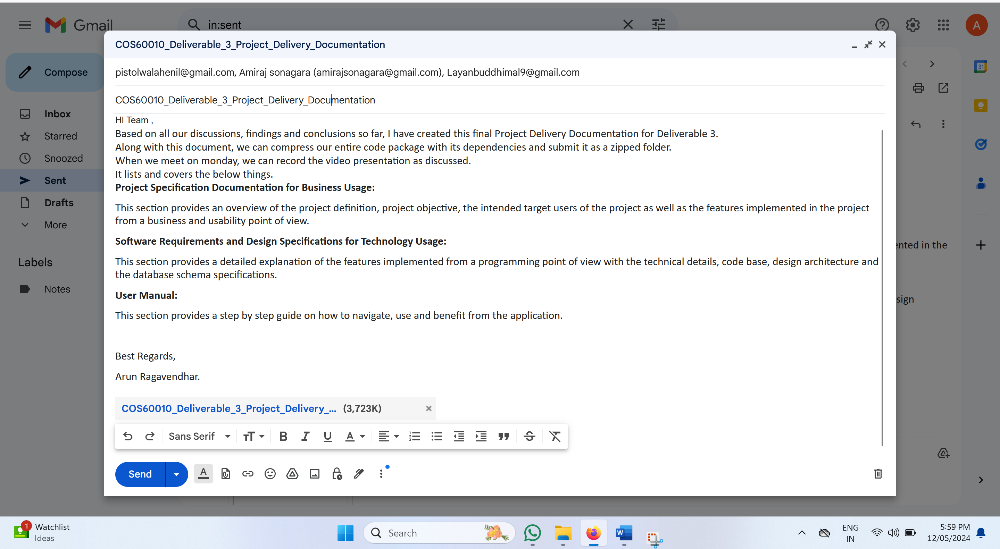 Gmail
in:sent
A
Compose
Inbox
Starred
Snoozed
Sent
Drafts
More
Labels
Notes
COS60010_Deliverable_3_Project_Delivery_Documentation
pistolwalahenil@gmail.com, Amiraj sonagara (amirajsonagara@gmail.com), Layanbuddhimal9@gmail.com
COS60010_Deliverable_3_Project_Delivery_Documentation
Hi Team ,
Based on all our discussions, findings and conclusions so far, I have created this final Project Delivery Documentation for Deliverable 3.
Along with this document, we can compress our entire code package with its dependencies and submit it as a zipped folder.
When we meet on monday, we can record the video presentation as discussed.
It lists and covers the below things.
Project Specification Documentation for Business Usage:
This section provides an overview of the project definition, project objective, the intended target users of the project as well as the features implemented in the project
from a business and usability point of view.
Software Requirements and Design Specifications for Technology Usage:
This section provides a detailed explanation of the features implemented from a programming point of view with the technical details, code base, design architecture and
the database schema specifications.
User Manual:
This section provides a step by step guide on how to navigate, use and benefit from the application.
Best Regards,
Arun Ragavendhar.
COS60010_Deliverable_3_Project_Delivery_... (3,723K)
Sans Serif
Send
31
ented in the
sign
1
Watchlist
Ideas
Search
W
ENG
IN
5:59 PM
12/05/2024